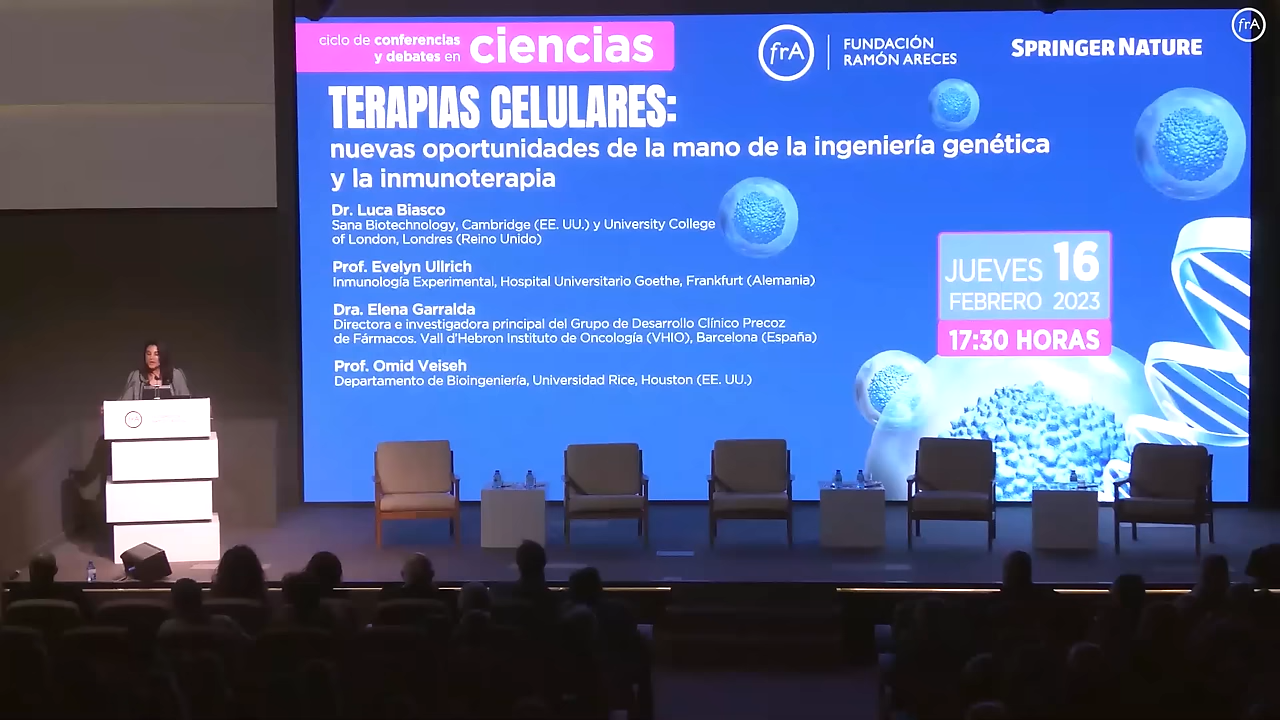 ciclo de conferencias
y debates en ciencias
frA
FUNDACIÓN
RAMÓN ARECES
SPRINGER NATURE
frA
TERAPIAS CELULARES:
nuevas oportunidades de la mano de la ingeniería genética
y la inmunoterapia
Dr. Luca Biasco
Sana Biotechnology, Cambridge (EE. UU.) y University College
of London, Londres (Reino Unido)
Prof. Evelyn Ullrich
Inmunología Experimental, Hospital Universitario Goethe, Frankfurt (Alemania)
Dra. Elena Garralda
Directora e investigadora principal del Grupo de Desarrollo Clínico Precoz
de Fármacos. Vall d'Hebron Instituto de Oncología (VHIO), Barcelona (España)
Prof. Omid Veiseh
Departamento de Bioingeniería, Universidad Rice, Houston (EE. UU.)
JUEVES 16
FEBRERO 2023
17:30 HORAS
frA